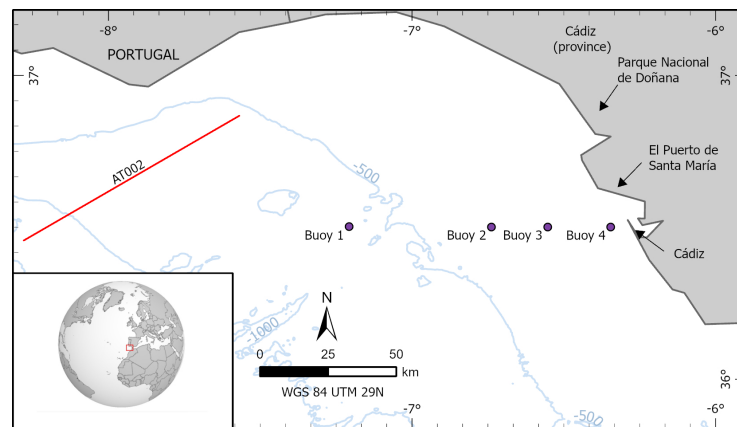 -8°
-7°
-6°
PORTUGAL
Cádiz
(province)
37°
37°
Parque Nacional
de Doñana
AT002
-500
El Puerto de
Santa María
Buoy 1
Buoy 2
Buoy 3
Buoy 4
Cádiz
-1000
N
0
25
50
km
WGS 84 UTM 29N
36°
-500
-7°
-6°